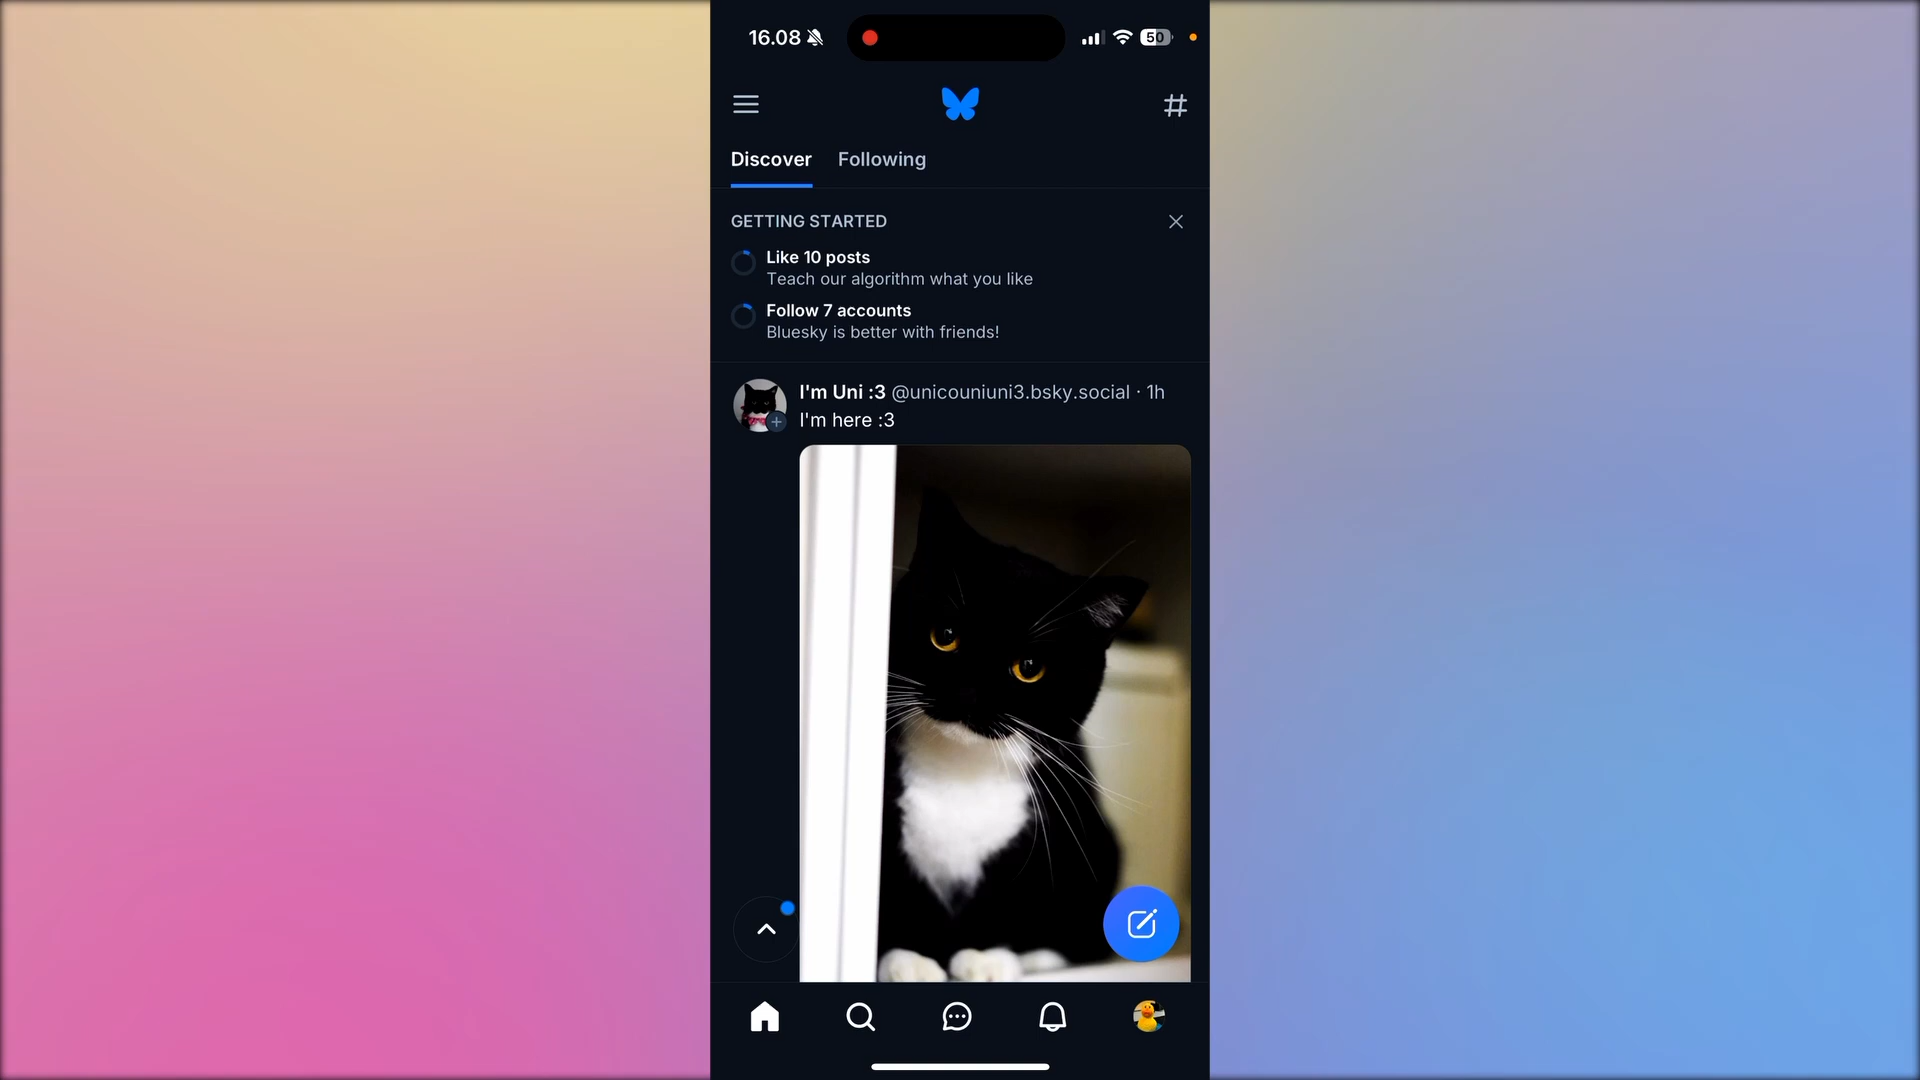 16.08
50
Discover Following
GETTING STARTED
Like 10 posts
Teach our algorithm what you like
Follow 7 accounts
Bluesky is better with friends!
I'm Uni :3 @unicouniuni3.bsky.social · 1h
I'm here :3